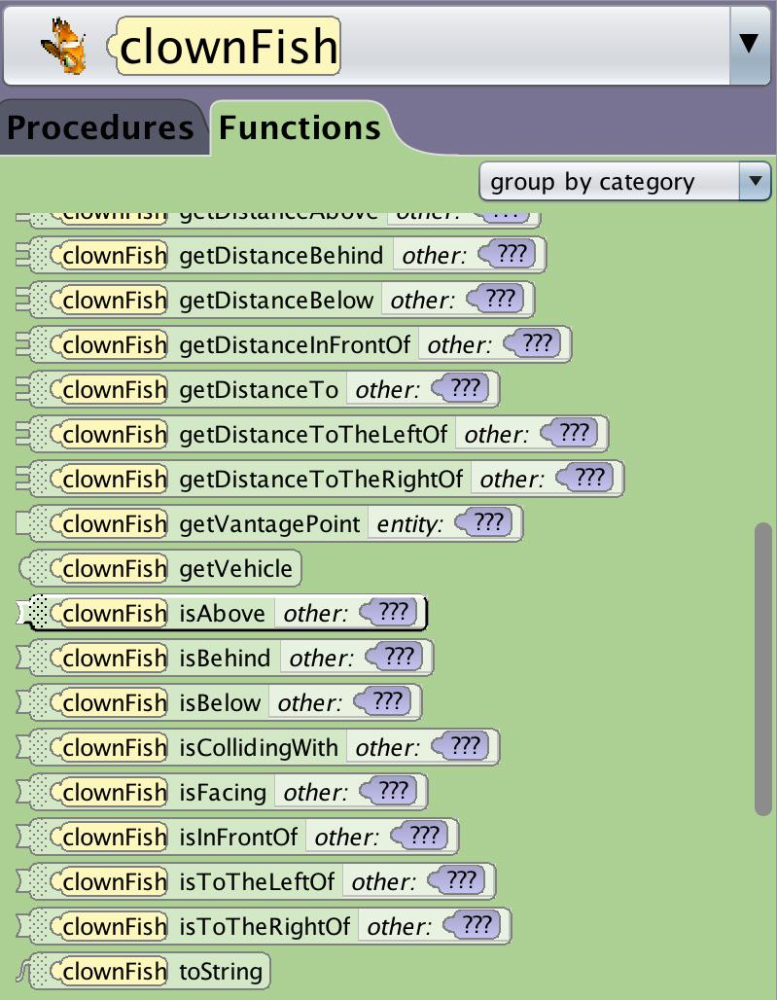 clownFish
Procedures Functions
group by category
clownFish getDistanceAbove other: ???
clownFish getDistanceBehind other: ???
clownFish getDistanceBelow other: ???
clownFish getDistanceInFrontOf other: ???
clownFish getDistanceTo other: ???
clownFish getDistanceToTheLeftOf other: ???
clownFish getDistanceToTheRightOf other: ???
clownFish getVantagePoint entity: ???
clownFish getVehicle
clownFish isAbove other: ???
clownFish isBehind other: ???
clownFish isBelow other: ???
clownFish isCollidingWith other: ???
clownFish isFacing other: ???
clownFish isInFrontOf other: ???
clownFish isToTheLeftOf other: ???
clownFish isToTheRightOf other: ???
clownFish toString